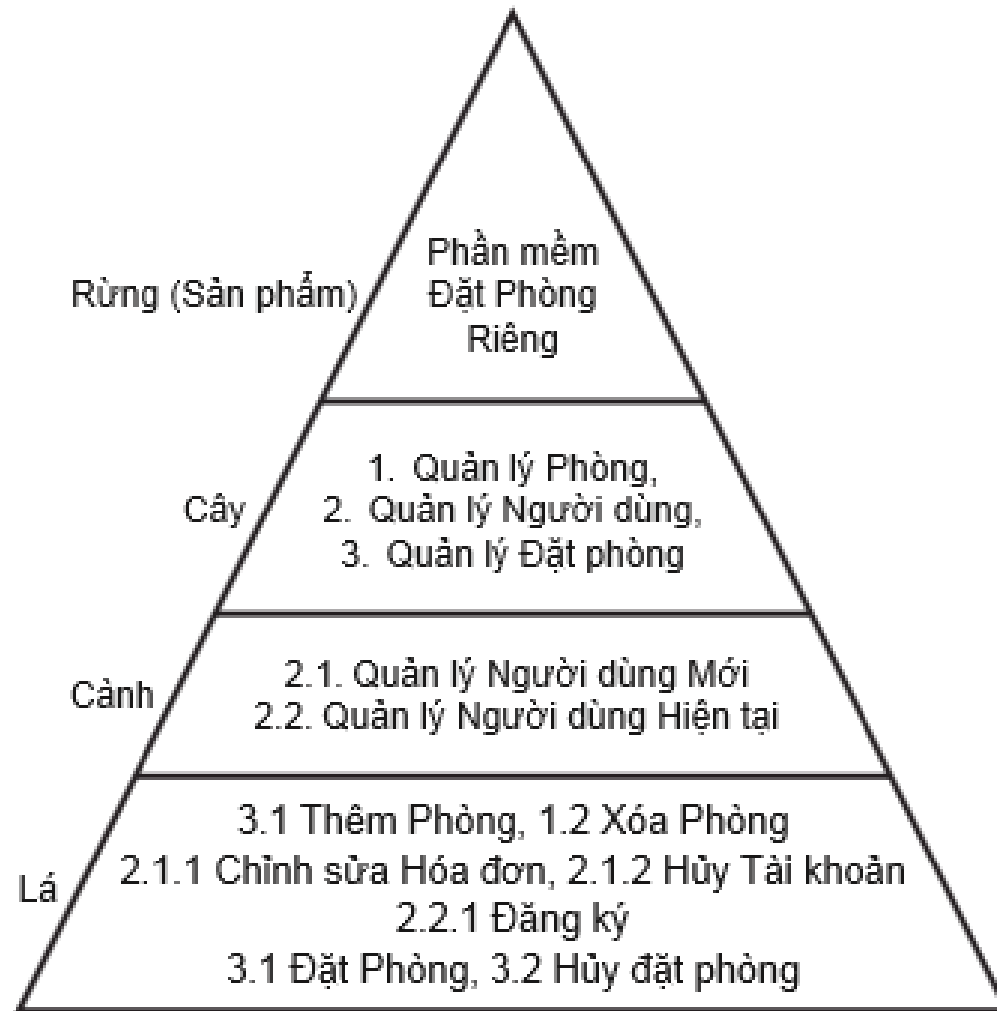 Phần mềm
Rừng (Sản phẩm)
Đặt Phòng
Riêng
1. Quản lý Phòng,
Cây
2. Quản lý Người dùng,
3. Quản lý Đặt phòng
2.1. Quản lý Người dùng Mới
Cành
2.2. Quản lý Người dùng Hiện tại
3.1 Thêm Phòng, 1.2 Xóa Phòng
2.1.1 Chỉnh sửa Hóa đơn, 2.1.2 Hủy Tài khoản
Lá
2.2.1 Đăng ký
3.1 Đặt Phòng, 3.2 Hủy đặt phòng